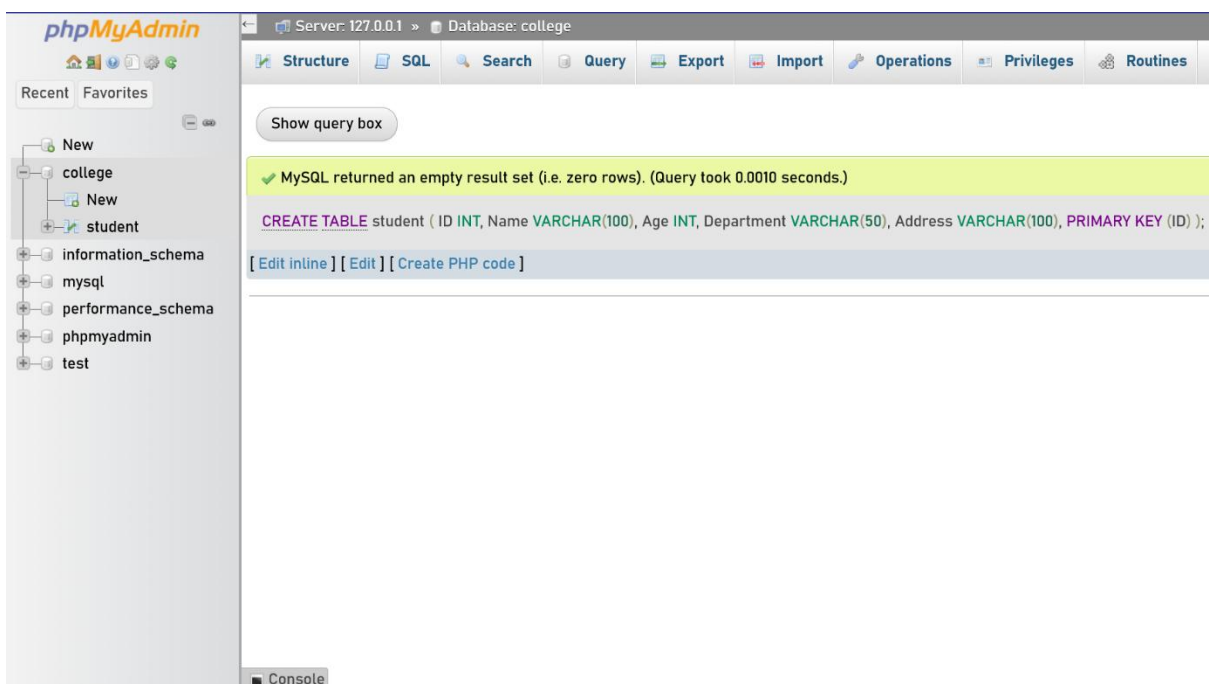 phpMyAdmin
Recent Favorites
New
college
New
student
information_schema
mysql
performance_schema
phpmyadmin
test
Server: 127.0.0.1 » Database: college
Structure SQL Search Query Export Import Operations Privileges Routines
Show query box
MySQL returned an empty result set (i.e. zero rows). (Query took 0.0010 seconds.)
CREATE TABLE student ( ID INT, Name VARCHAR(100), Age INT, Department VARCHAR(50), Address VARCHAR(100), PRIMARY KEY (ID) );
[ Edit inline ] [ Edit ] [ Create PHP code ]
Console